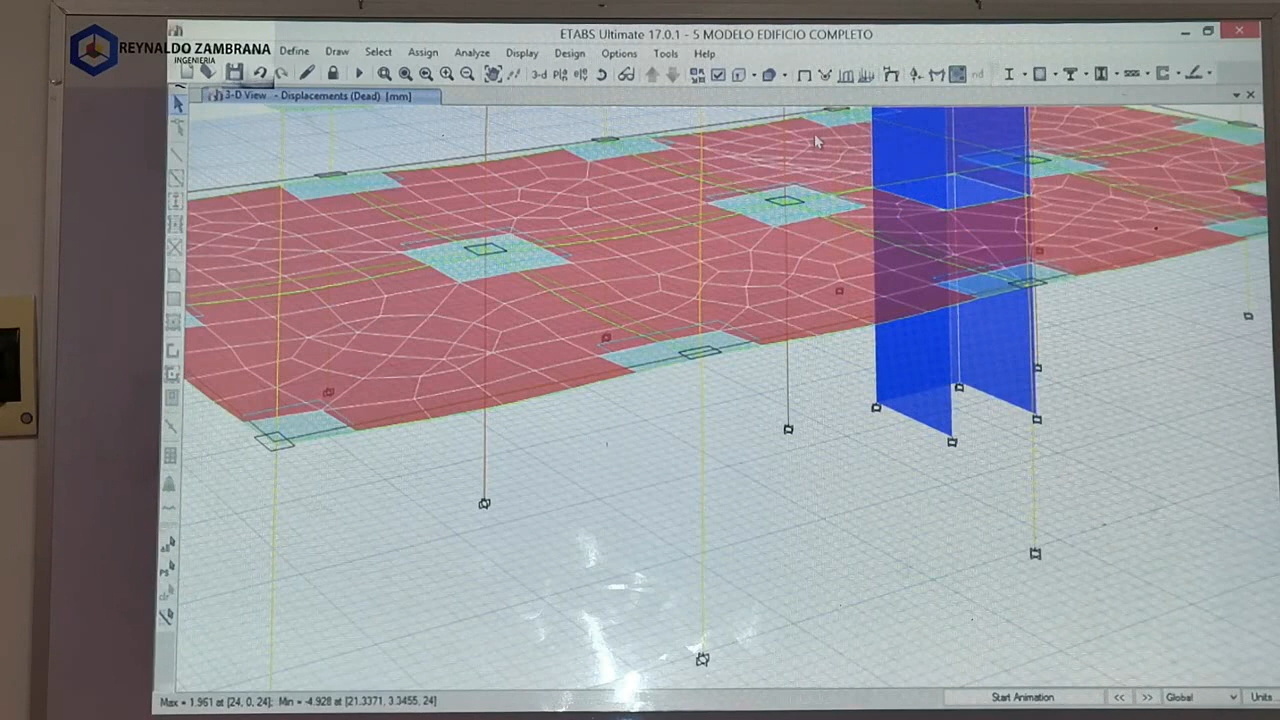 REYNALDO ZAMBRANA
INGENIERIA
ETABS Ultimate 17.0.1 - 5 MODELO EDIFICIO COMPLETO
Define Draw Select Assign Analyze Display Design Options Tools Help
3-d
nd
3-D View - Displacements (Dead) [mm]
Max = 1.961 at [24, 0, 24]; Min = -4.928 at [21.3371, 3.3455, 24]
Start Animation << >> Global Units